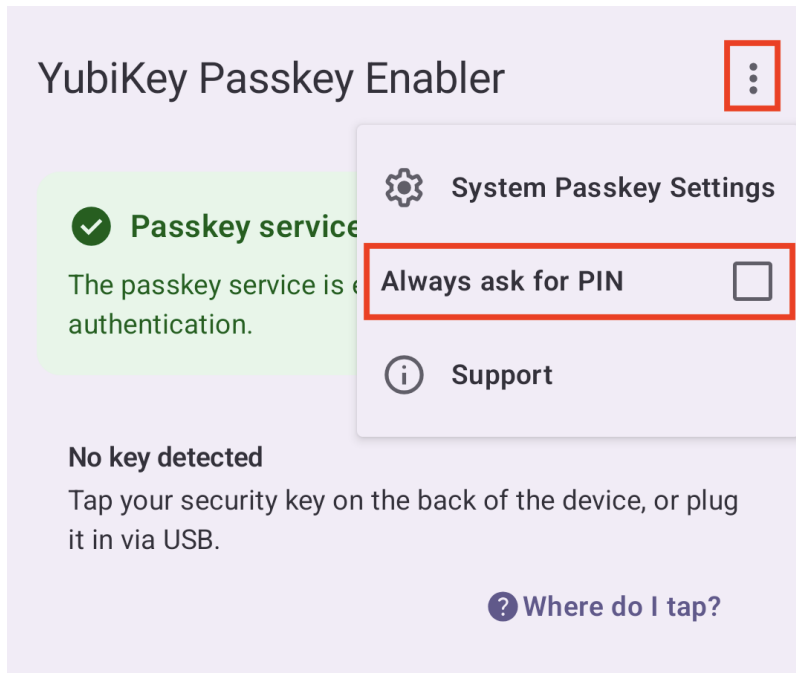 YubiKey Passkey Enabler
System Passkey Settings
Passkey service
Always ask for PIN
The passkey service is
authentication.
Support
No key detected
Tap your security key on the back of the device, or plug
it in via USB.
Where do I tap?